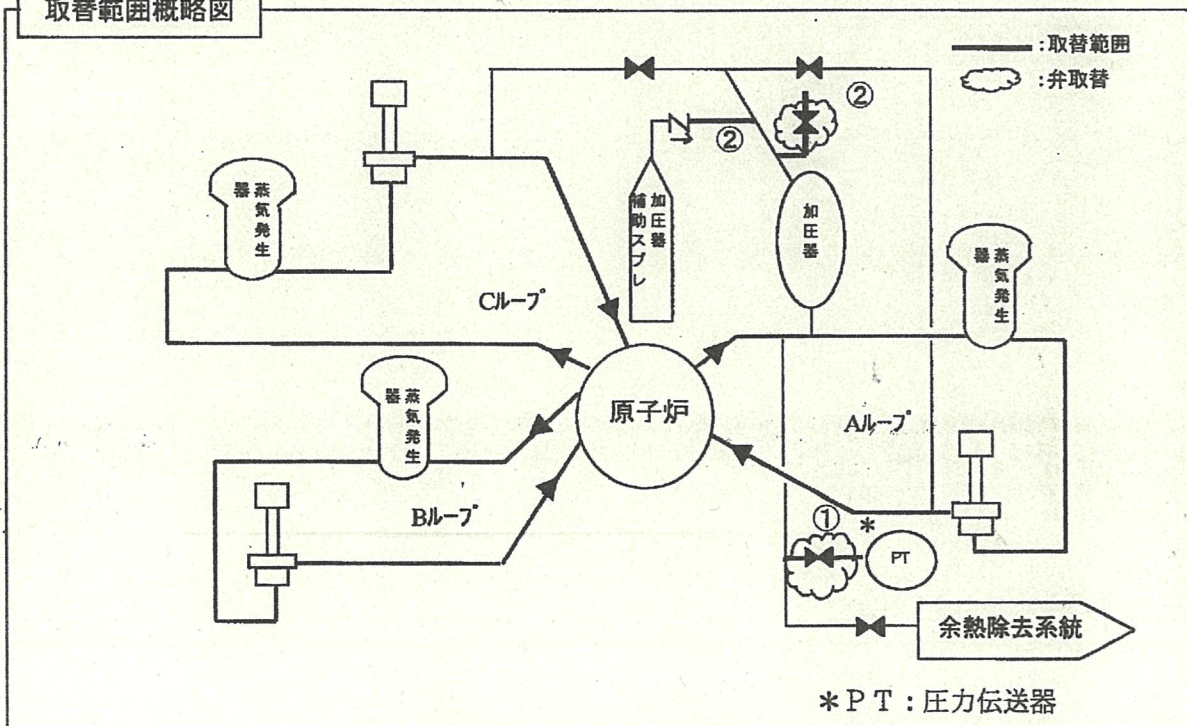 取替範囲概略図
:取替範囲
:弁取替
②
②
蒸気発生器
加圧器補助スプレ
加圧器
蒸気発生器
Cループ
蒸気発生器
原子炉
Aループ
Bループ
①
*
PT
余熱除去系統
*PT:圧力伝送器